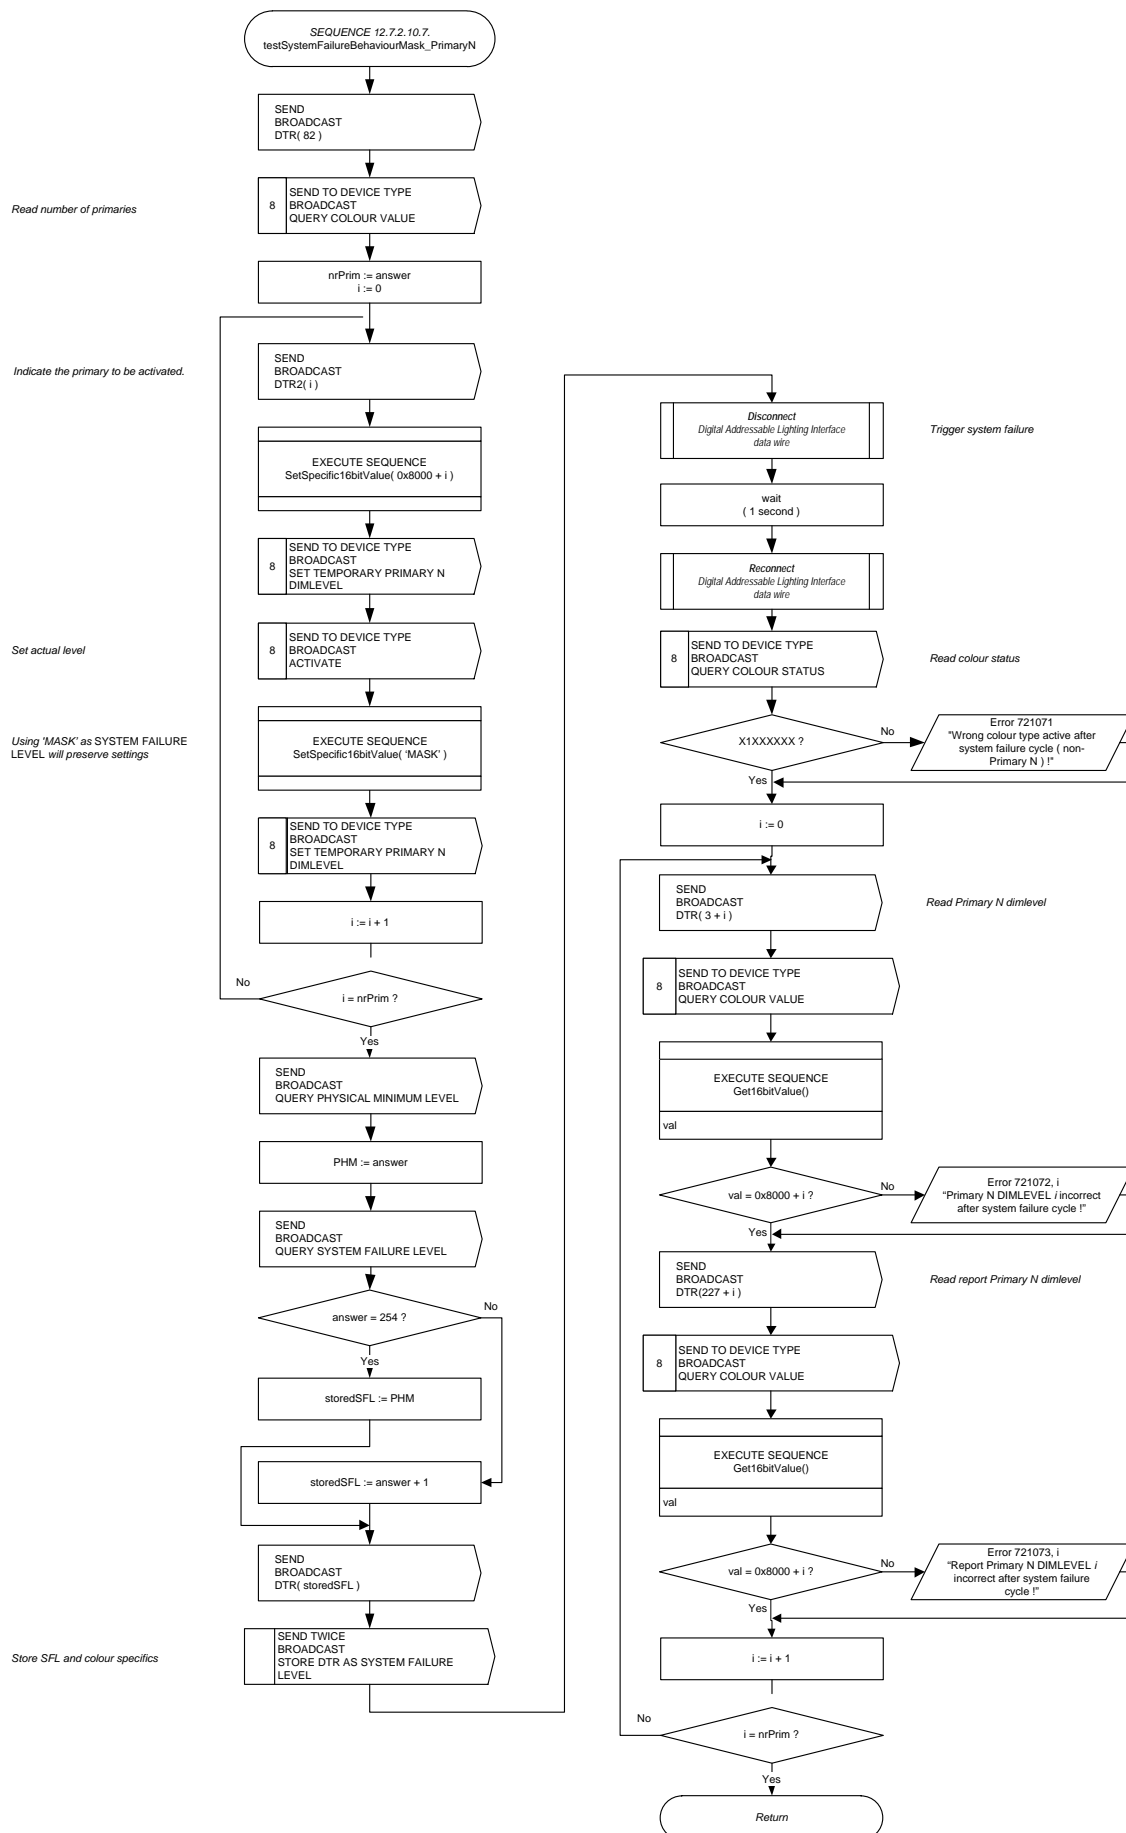 SEQUENCE 12.7.2.10.7.
testSystemFailureBehaviourMask_PrimaryN
SEND
BROADCAST
DTR( 82 )
Read number of primaries
8
SEND TO DEVICE TYPE
BROADCAST
QUERY COLOUR VALUE
nrPrim := answer
i := 0
Indicate the primary to be activated.
SEND
BROADCAST
DTR2( i )
EXECUTE SEQUENCE
SetSpecific16bitValue( 0x8000 + i )
8
SEND TO DEVICE TYPE
BROADCAST
SET TEMPORARY PRIMARY N
DIMLEVEL
Set actual level
8
SEND TO DEVICE TYPE
BROADCAST
ACTIVATE
Using 'MASK' as SYSTEM FAILURE
LEVEL will preserve settings
EXECUTE SEQUENCE
SetSpecific16bitValue( ‘MASK’ )
8
SEND TO DEVICE TYPE
BROADCAST
SET TEMPORARY PRIMARY N
DIMLEVEL
i := i + 1
No
i = nrPrim ?
Yes
SEND
BROADCAST
QUERY PHYSICAL MINIMUM LEVEL
PHM := answer
SEND
BROADCAST
QUERY SYSTEM FAILURE LEVEL
answer = 254 ?
No
Yes
storedSFL := PHM
storedSFL := answer + 1
SEND
BROADCAST
DTR( storedSFL )
Store SFL and colour specifics
SEND TWICE
BROADCAST
STORE DTR AS SYSTEM FAILURE
LEVEL
Disconnect
Digital Addressable Lighting Interface
data wire
Trigger system failure
wait
( 1 second )
Reconnect
Digital Addressable Lighting Interface
data wire
8
SEND TO DEVICE TYPE
BROADCAST
QUERY COLOUR STATUS
Read colour status
X1XXXXXX ?
No
Error 721071
"Wrong colour type active after
system failure cycle ( non-
Primary N ) !"
Yes
i := 0
SEND
BROADCAST
DTR( 3 + i )
Read Primary N dimlevel
8
SEND TO DEVICE TYPE
BROADCAST
QUERY COLOUR VALUE
EXECUTE SEQUENCE
Get16bitValue()
val
val = 0x8000 + i ?
No
Error 721072, i
“Primary N DIMLEVEL i incorrect
after system failure cycle !”
Yes
SEND
BROADCAST
DTR(227 + i )
Read report Primary N dimlevel
8
SEND TO DEVICE TYPE
BROADCAST
QUERY COLOUR VALUE
EXECUTE SEQUENCE
Get16bitValue()
val
val = 0x8000 + i ?
No
Error 721073, i
“Report Primary N DIMLEVEL i
incorrect after system failure
cycle !”
Yes
i := i + 1
No
i = nrPrim ?
Yes
Return